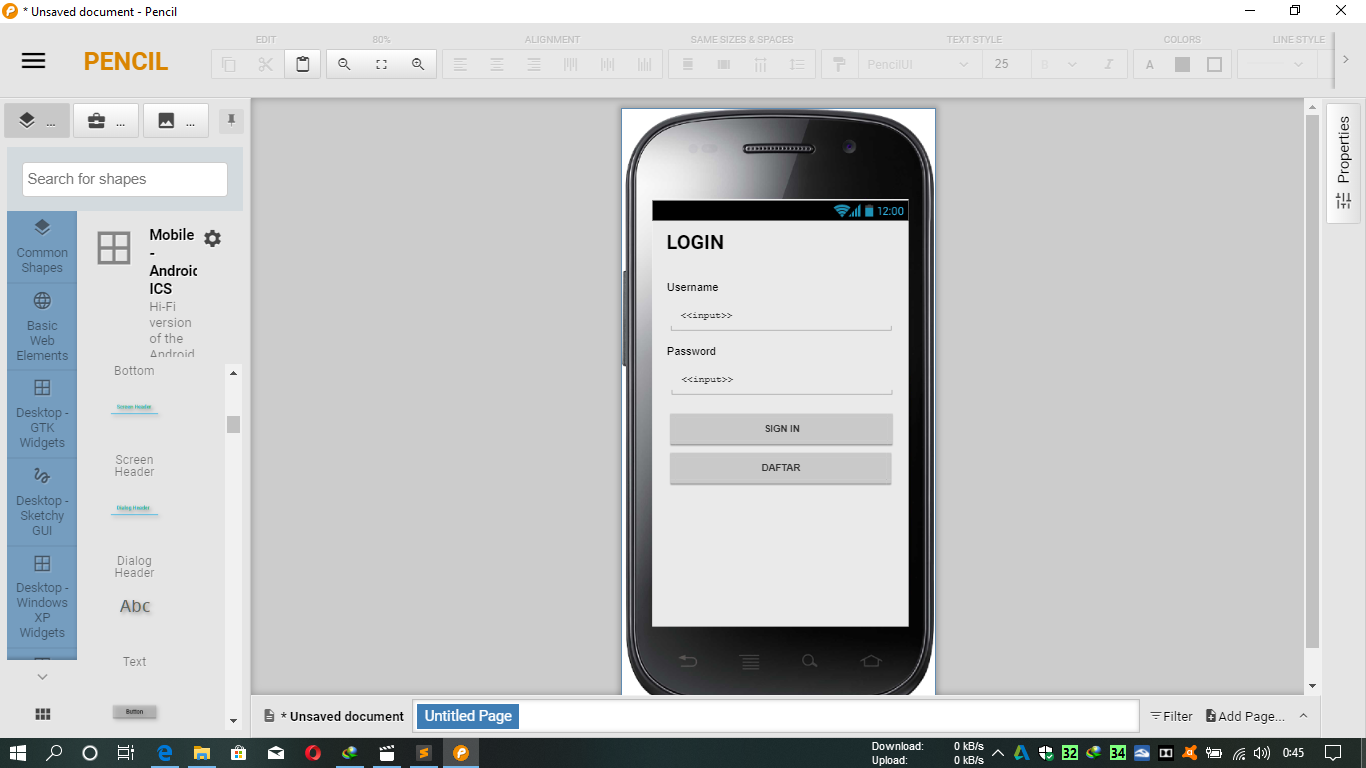 * Unsaved document - Pencil
PENCIL
EDIT
80%
ALIGNMENT
SAME SIZES & SPACES
TEXT STYLE
COLORS
LINE STYLE
PencilUI
25
B
I
A
...
...
...
Search for shapes
Common
Shapes
Basic
Web
Elements
Desktop -
GTK
Widgets
Desktop -
Sketchy
GUI
Desktop -
Windows
XP
Widgets
Mobile
-
Android
ICS
Hi-Fi
version
of the
Android
Bottom
Screen Header
Screen
Header
Dialog Header
Dialog
Header
Abc
Text
Button
12:00
LOGIN
Username
<<input>>
Password
<<input>>
SIGN IN
DAFTAR
Properties
* Unsaved document
Untitled Page
Filter
Add Page...
Download: 0 kB/s
Upload: 0 kB/s
32
34
0:45